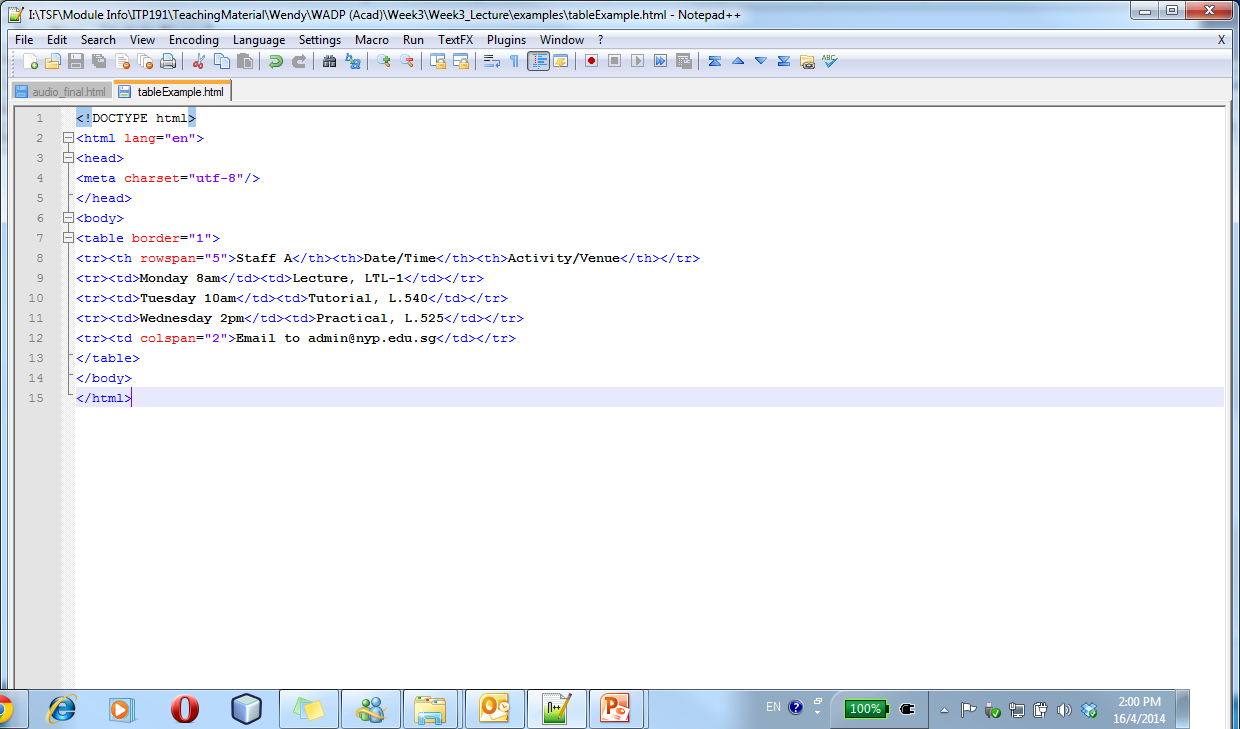 I:\TSF\Module Info\ITP191\TeachingMaterial\Wendy\WADP (Acad)\Week3\Week3_Lecture\examples\tableExample.html - Notepad++
File Edit Search View Encoding Language Settings Macro Run TextFX Plugins Window ? X
audio_final.html tableExample.html
1 <!DOCTYPE html>
2 <html lang="en">
3 <head>
4 <meta charset="utf-8"/>
5 </head>
6 <body>
7 <table border="1">
8 <tr><th rowspan="5">Staff A</th><th>Date/Time</th><th>Activity/Venue</th></tr>
9 <tr><td>Monday 8am</td><td>Lecture, LTL-1</td></tr>
10 <tr><td>Tuesday 10am</td><td>Tutorial, L.540</td></tr>
11 <tr><td>Wednesday 2pm</td><td>Practical, L.525</td></tr>
12 <tr><td colspan="2">Email to admin@nyp.edu.sg</td></tr>
13 </table>
14 </body>
15 </html>
EN 100% 2:00 PM
16/4/2014